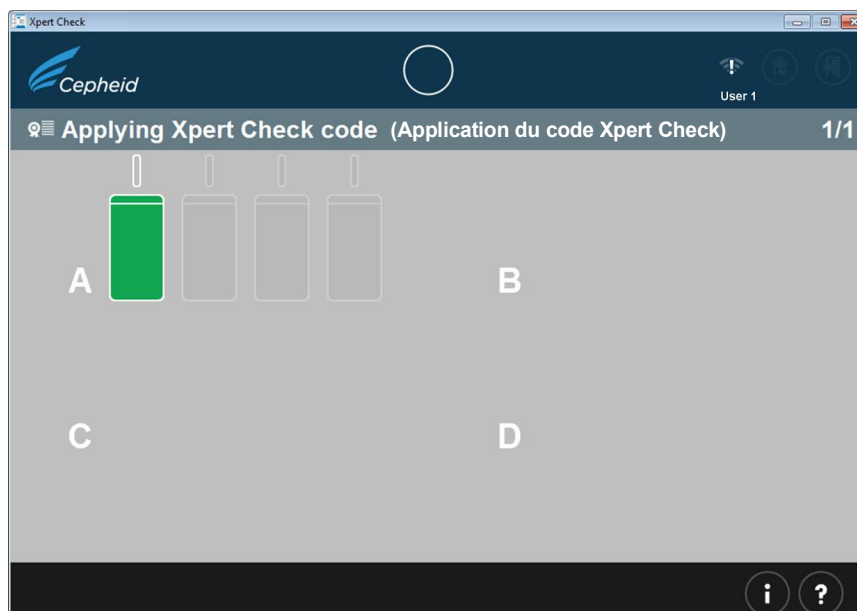 Xpert Check
Cepheid
User 1
Applying Xpert Check code (Application du code Xpert Check) 1/1
A B
C D
i ?